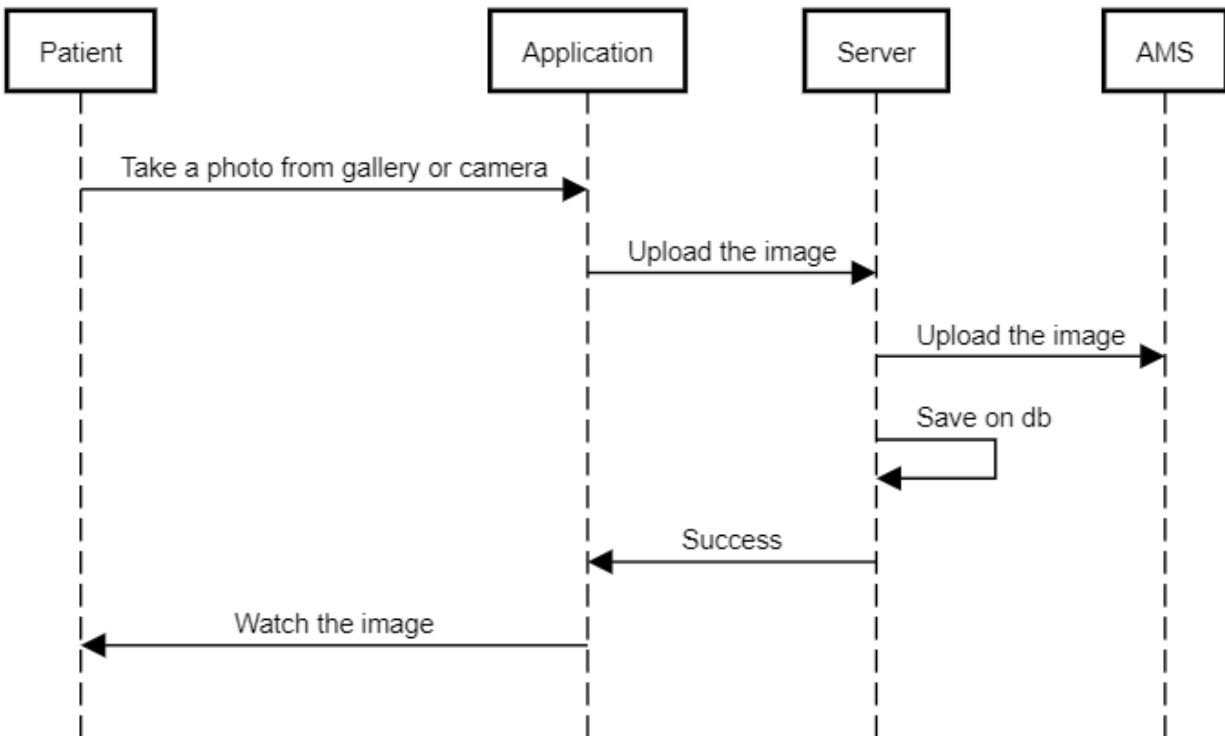 Patient
Application
Server
AMS
Take a photo from gallery or camera
Upload the image
Upload the image
Save on db
Success
Watch the image